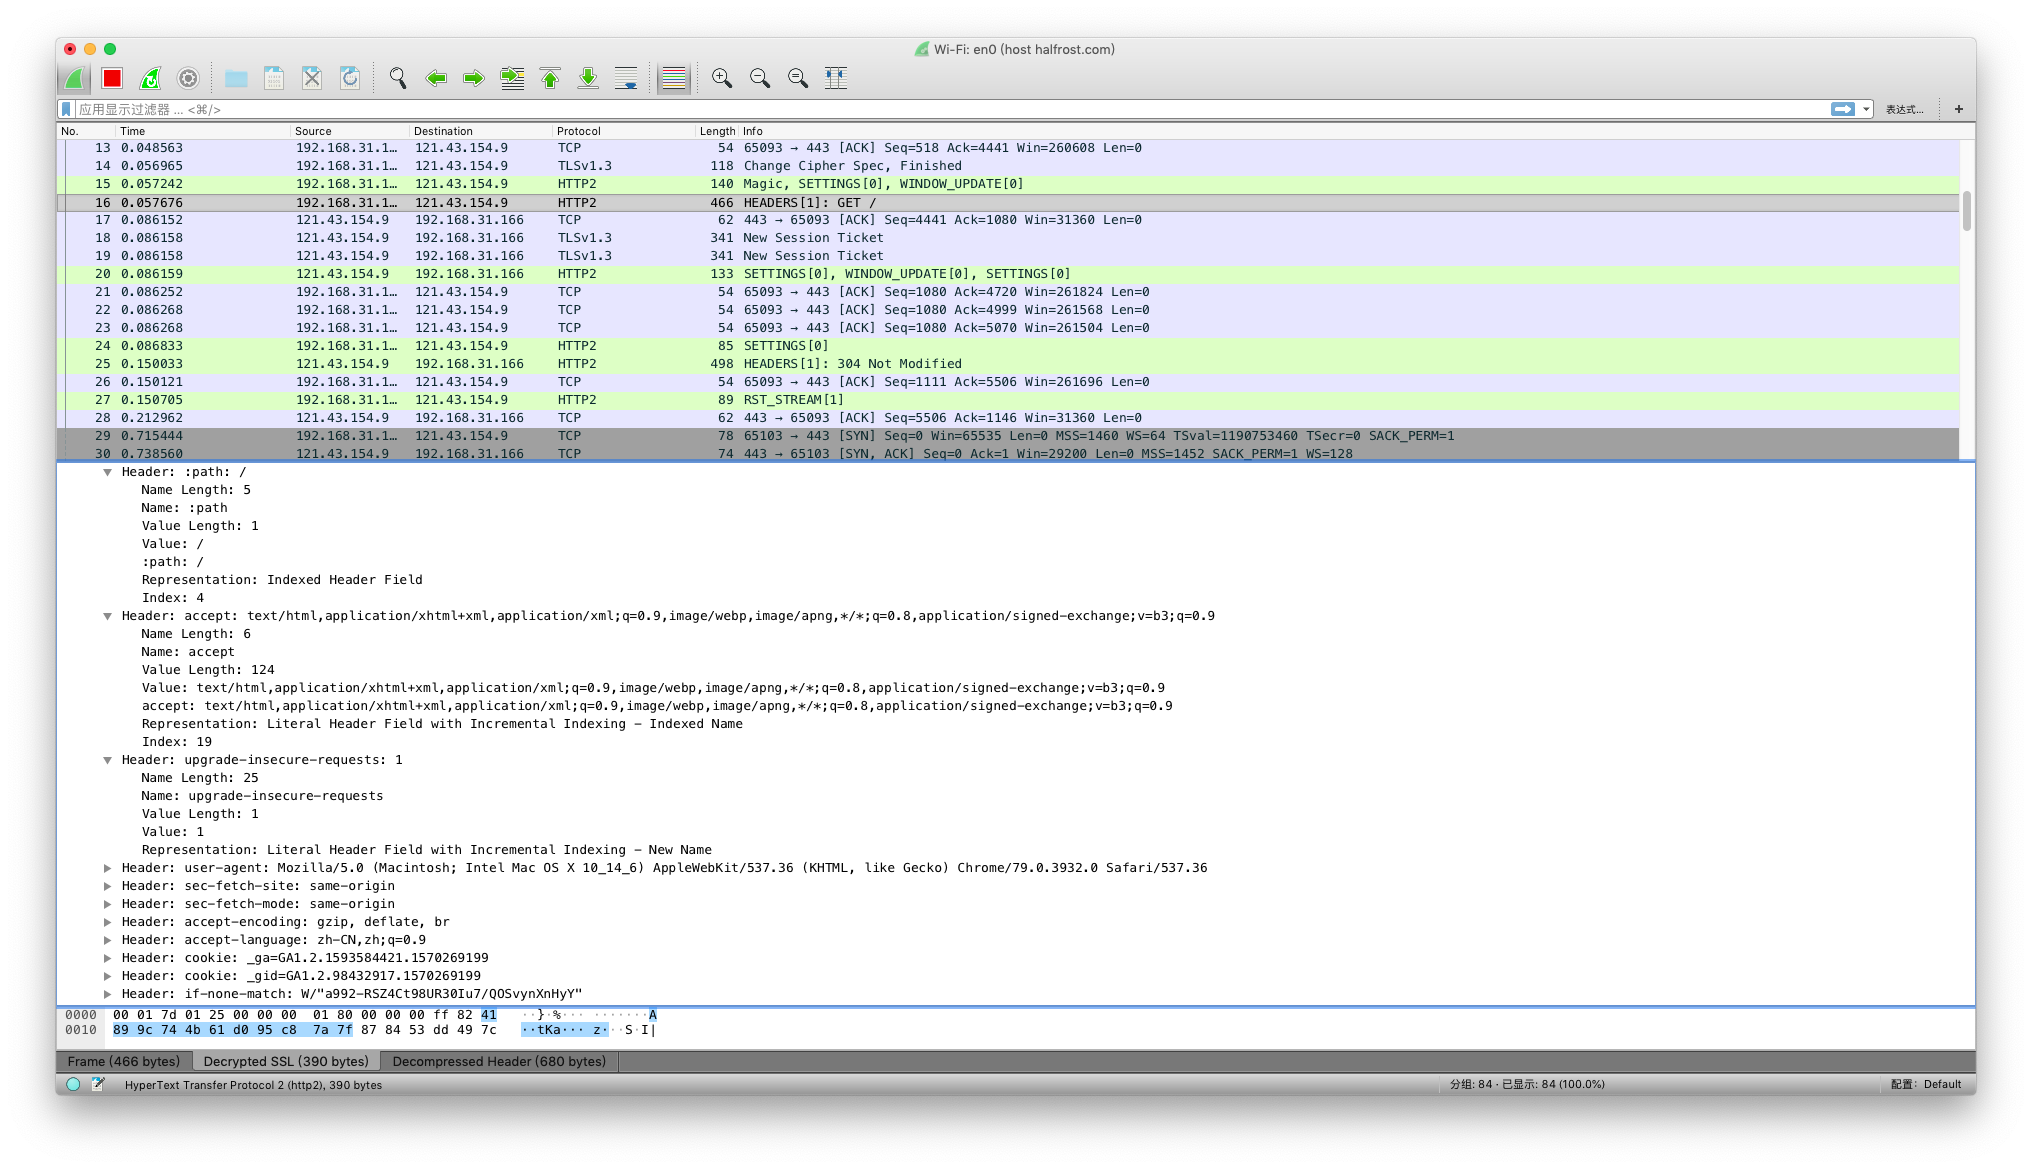 Wi-Fi: en0 (host halfrost.com)
应用显示过滤器 … <⌘/>
表达式…
+
No. Time Source Destination Protocol Length Info
13 0.048563 192.168.31.1… 121.43.154.9 TCP 54 65093 → 443 [ACK] Seq=518 Ack=4441 Win=260608 Len=0
14 0.056965 192.168.31.1… 121.43.154.9 TLSv1.3 118 Change Cipher Spec, Finished
15 0.057242 192.168.31.1… 121.43.154.9 HTTP2 140 Magic, SETTINGS[0], WINDOW_UPDATE[0]
16 0.057676 192.168.31.1… 121.43.154.9 HTTP2 466 HEADERS[1]: GET /
17 0.086152 121.43.154.9 192.168.31.166 TCP 62 443 → 65093 [ACK] Seq=4441 Ack=1080 Win=31360 Len=0
18 0.086158 121.43.154.9 192.168.31.166 TLSv1.3 341 New Session Ticket
19 0.086158 121.43.154.9 192.168.31.166 TLSv1.3 341 New Session Ticket
20 0.086159 121.43.154.9 192.168.31.166 HTTP2 133 SETTINGS[0], WINDOW_UPDATE[0], SETTINGS[0]
21 0.086252 192.168.31.1… 121.43.154.9 TCP 54 65093 → 443 [ACK] Seq=1080 Ack=4720 Win=261824 Len=0
22 0.086268 192.168.31.1… 121.43.154.9 TCP 54 65093 → 443 [ACK] Seq=1080 Ack=4999 Win=261568 Len=0
23 0.086268 192.168.31.1… 121.43.154.9 TCP 54 65093 → 443 [ACK] Seq=1080 Ack=5070 Win=261504 Len=0
24 0.086833 192.168.31.1… 121.43.154.9 HTTP2 85 SETTINGS[0]
25 0.150033 121.43.154.9 192.168.31.166 HTTP2 498 HEADERS[1]: 304 Not Modified
26 0.150121 192.168.31.1… 121.43.154.9 TCP 54 65093 → 443 [ACK] Seq=1111 Ack=5506 Win=261696 Len=0
27 0.150705 192.168.31.1… 121.43.154.9 HTTP2 89 RST_STREAM[1]
28 0.212962 121.43.154.9 192.168.31.166 TCP 62 443 → 65093 [ACK] Seq=5506 Ack=1146 Win=31360 Len=0
29 0.715444 192.168.31.1… 121.43.154.9 TCP 78 65103 → 443 [SYN] Seq=0 Win=65535 Len=0 MSS=1460 WS=64 TSval=1190753460 TSecr=0 SACK_PERM=1
30 0.738560 121.43.154.9 192.168.31.166 TCP 74 443 → 65103 [SYN, ACK] Seq=0 Ack=1 Win=29200 Len=0 MSS=1452 SACK_PERM=1 WS=128
Header: :path: /
Name Length: 5
Name: :path
Value Length: 1
Value: /
:path: /
Representation: Indexed Header Field
Index: 4
Header: accept: text/html,application/xhtml+xml,application/xml;q=0.9,image/webp,image/apng,*/*;q=0.8,application/signed-exchange;v=b3;q=0.9
Name Length: 6
Name: accept
Value Length: 124
Value: text/html,application/xhtml+xml,application/xml;q=0.9,image/webp,image/apng,*/*;q=0.8,application/signed-exchange;v=b3;q=0.9
accept: text/html,application/xhtml+xml,application/xml;q=0.9,image/webp,image/apng,*/*;q=0.8,application/signed-exchange;v=b3;q=0.9
Representation: Literal Header Field with Incremental Indexing - Indexed Name
Index: 19
Header: upgrade-insecure-requests: 1
Name Length: 25
Name: upgrade-insecure-requests
Value Length: 1
Value: 1
Representation: Literal Header Field with Incremental Indexing - New Name
Header: user-agent: Mozilla/5.0 (Macintosh; Intel Mac OS X 10_14_6) AppleWebKit/537.36 (KHTML, like Gecko) Chrome/79.0.3932.0 Safari/537.36
Header: sec-fetch-site: same-origin
Header: sec-fetch-mode: same-origin
Header: accept-encoding: gzip, deflate, br
Header: accept-language: zh-CN,zh;q=0.9
Header: cookie: _ga=GA1.2.1593584421.1570269199
Header: cookie: _gid=GA1.2.98432917.1570269199
Header: if-none-match: W/"a992-RSZ4Ct98UR30Iu7/QOSvynXnHyY"
0000 00 01 7d 01 25 00 00 00 01 80 00 00 00 ff 82 41 ··}·%··· ·······A
0010 89 9c 74 4b 61 d0 95 c8 7a 7f 87 84 53 dd 49 7c ··tKa··· z···S·I|
Frame (466 bytes) Decrypted SSL (390 bytes) Decompressed Header (680 bytes)
HyperText Transfer Protocol 2 (http2), 390 bytes
分组: 84 · 已显示: 84 (100.0%)
配置: Default